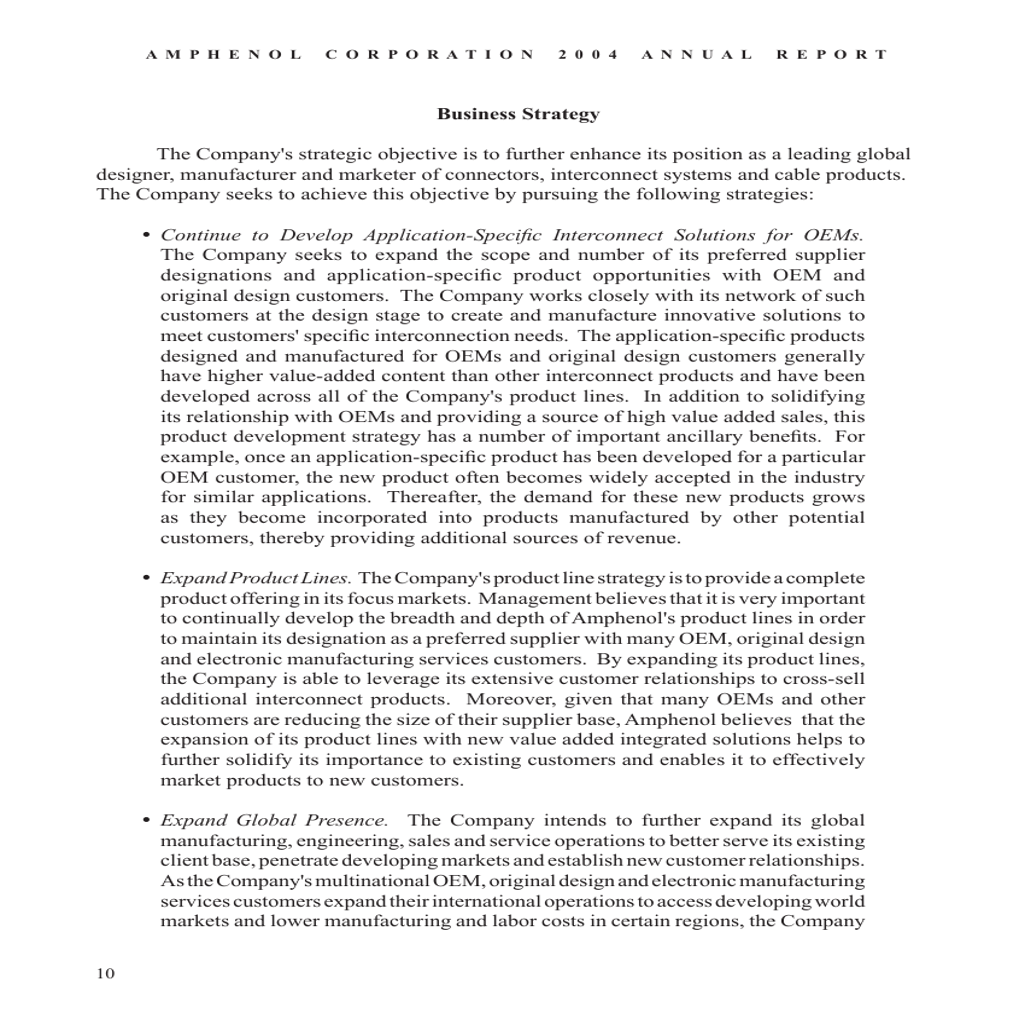 AMPHENOL CORPORATION 2004 ANNUAL REPORT
Business Strategy
The Company's strategic objective is to further enhance its position as a leading global
designer, manufacturer and marketer of connectors, interconnect systems and cable products.
The Company seeks to achieve this objective by pursuing the following strategies:
• Continue to Develop Application-Specific Interconnect Solutions for OEMs.
The Company seeks to expand the scope and number of its preferred supplier
designations and application-specific product opportunities with OEM and
original design customers. The Company works closely with its network of such
customers at the design stage to create and manufacture innovative solutions to
meet customers' specific interconnection needs. The application-specific products
designed and manufactured for OEMs and original design customers generally
have higher value-added content than other interconnect products and have been
developed across all of the Company's product lines. In addition to solidifying
its relationship with OEMs and providing a source of high value added sales, this
product development strategy has a number of important ancillary benefits. For
example, once an application-specific product has been developed for a particular
OEM customer, the new product often becomes widely accepted in the industry
for similar applications. Thereafter, the demand for these new products grows
as they become incorporated into products manufactured by other potential
customers, thereby providing additional sources of revenue.
• Expand Product Lines. The Company's product line strategy is to provide a complete
product offering in its focus markets. Management believes that it is very important
to continually develop the breadth and depth of Amphenol's product lines in order
to maintain its designation as a preferred supplier with many OEM, original design
and electronic manufacturing services customers. By expanding its product lines,
the Company is able to leverage its extensive customer relationships to cross-sell
additional interconnect products. Moreover, given that many OEMs and other
customers are reducing the size of their supplier base, Amphenol believes that the
expansion of its product lines with new value added integrated solutions helps to
further solidify its importance to existing customers and enables it to effectively
market products to new customers.
• Expand Global Presence. The Company intends to further expand its global
manufacturing, engineering, sales and service operations to better serve its existing
client base, penetrate developing markets and establish new customer relationships.
As the Company's multinational OEM, original design and electronic manufacturing
services customers expand their international operations to access developing world
markets and lower manufacturing and labor costs in certain regions, the Company
10